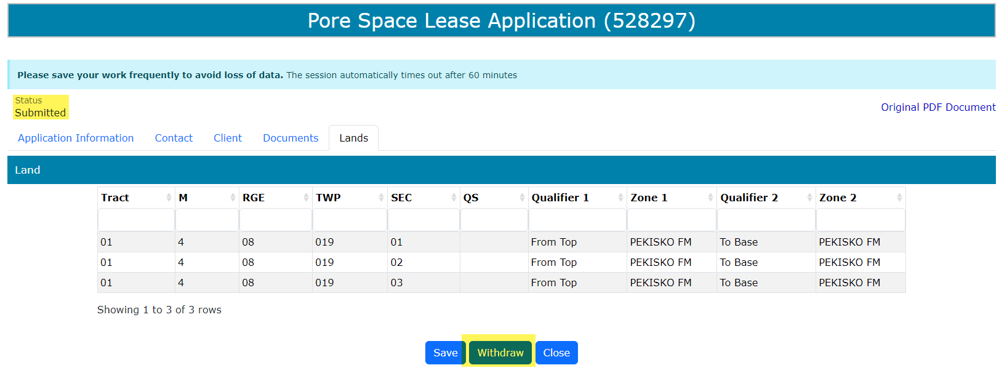 Pore Space Lease Application (528297)
Please save your work frequently to avoid loss of data. The session automatically times out after 60 minutes
Status
Submitted
Original PDF Document
Application Information Contact Client Documents Lands
Land
Tract M RGE TWP SEC QS Qualifier 1 Zone 1 Qualifier 2 Zone 2
01 4 08 019 01 From Top PEKISKO FM To Base PEKISKO FM
01 4 08 019 02 From Top PEKISKO FM To Base PEKISKO FM
01 4 08 019 03 From Top PEKISKO FM To Base PEKISKO FM
Showing 1 to 3 of 3 rows
Save Withdraw Close